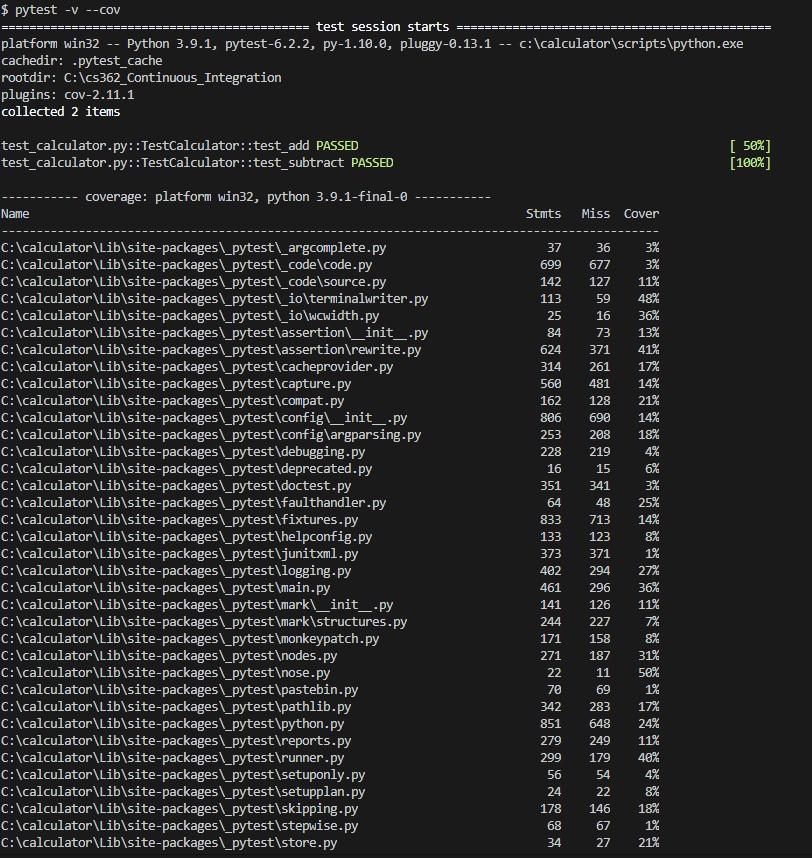 $ pytest -v --cov
=========================================== test session starts ============================================
platform win32 -- Python 3.9.1, pytest-6.2.2, py-1.10.0, pluggy-0.13.1 -- c:\calculator\scripts\python.exe
cachedir: .pytest_cache
rootdir: C:\cs362_Continuous_Integration
plugins: cov-2.11.1
collected 2 items
test_calculator.py::TestCalculator::test_add PASSED [ 50%]
test_calculator.py::TestCalculator::test_subtract PASSED [100%]
----------- coverage: platform win32, python 3.9.1-final-0 -----------
Name Stmts Miss Cover
----------------------------------------------------------------------------------------------
C:\calculator\Lib\site-packages\_pytest\_argcomplete.py 37 36 3%
C:\calculator\Lib\site-packages\_pytest\_code\code.py 699 677 3%
C:\calculator\Lib\site-packages\_pytest\_code\source.py 142 127 11%
C:\calculator\Lib\site-packages\_pytest\_io\terminalwriter.py 113 59 48%
C:\calculator\Lib\site-packages\_pytest\_io\wcwidth.py 25 16 36%
C:\calculator\Lib\site-packages\_pytest\assertion\__init__.py 84 73 13%
C:\calculator\Lib\site-packages\_pytest\assertion\rewrite.py 624 371 41%
C:\calculator\Lib\site-packages\_pytest\cacheprovider.py 314 261 17%
C:\calculator\Lib\site-packages\_pytest\capture.py 560 481 14%
C:\calculator\Lib\site-packages\_pytest\compat.py 162 128 21%
C:\calculator\Lib\site-packages\_pytest\config\__init__.py 806 690 14%
C:\calculator\Lib\site-packages\_pytest\config\argparsing.py 253 208 18%
C:\calculator\Lib\site-packages\_pytest\debugging.py 228 219 4%
C:\calculator\Lib\site-packages\_pytest\deprecated.py 16 15 6%
C:\calculator\Lib\site-packages\_pytest\doctest.py 351 341 3%
C:\calculator\Lib\site-packages\_pytest\faulthandler.py 64 48 25%
C:\calculator\Lib\site-packages\_pytest\fixtures.py 833 713 14%
C:\calculator\Lib\site-packages\_pytest\helpconfig.py 133 123 8%
C:\calculator\Lib\site-packages\_pytest\junitxml.py 373 371 1%
C:\calculator\Lib\site-packages\_pytest\logging.py 402 294 27%
C:\calculator\Lib\site-packages\_pytest\main.py 461 296 36%
C:\calculator\Lib\site-packages\_pytest\mark\__init__.py 141 126 11%
C:\calculator\Lib\site-packages\_pytest\mark\structures.py 244 227 7%
C:\calculator\Lib\site-packages\_pytest\monkeypatch.py 171 158 8%
C:\calculator\Lib\site-packages\_pytest\nodes.py 271 187 31%
C:\calculator\Lib\site-packages\_pytest\nose.py 22 11 50%
C:\calculator\Lib\site-packages\_pytest\pastebin.py 70 69 1%
C:\calculator\Lib\site-packages\_pytest\pathlib.py 342 283 17%
C:\calculator\Lib\site-packages\_pytest\python.py 851 648 24%
C:\calculator\Lib\site-packages\_pytest\reports.py 279 249 11%
C:\calculator\Lib\site-packages\_pytest\runner.py 299 179 40%
C:\calculator\Lib\site-packages\_pytest\setuponly.py 56 54 4%
C:\calculator\Lib\site-packages\_pytest\setupplan.py 24 22 8%
C:\calculator\Lib\site-packages\_pytest\skipping.py 178 146 18%
C:\calculator\Lib\site-packages\_pytest\stepwise.py 68 67 1%
C:\calculator\Lib\site-packages\_pytest\store.py 34 27 21%